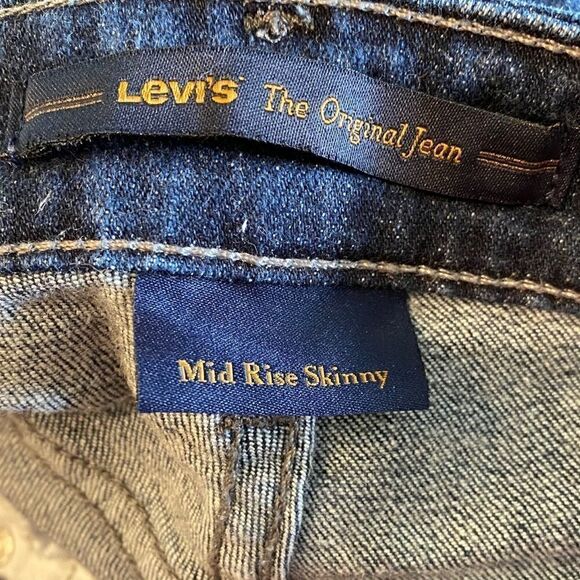 Levi's The Original Jean
Mid Rise Skinny